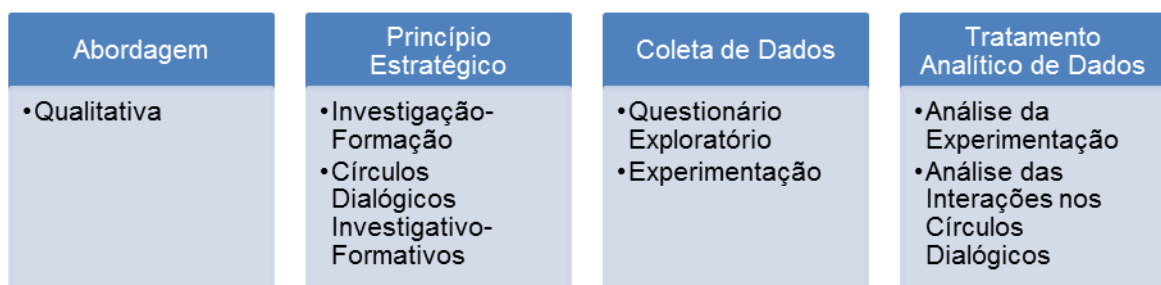 Abordagem
•Qualitativa
Princípio
Estratégico
•Investigação-
Formação
•Círculos
Dialógicos
Investigativo-
Formativos
Coleta de Dados
•Questionário
Exploratório
•Experimentação
Tratamento
Analítico de Dados
•Análise da
Experimentação
•Análise das
Interações nos
Círculos
Dialógicos